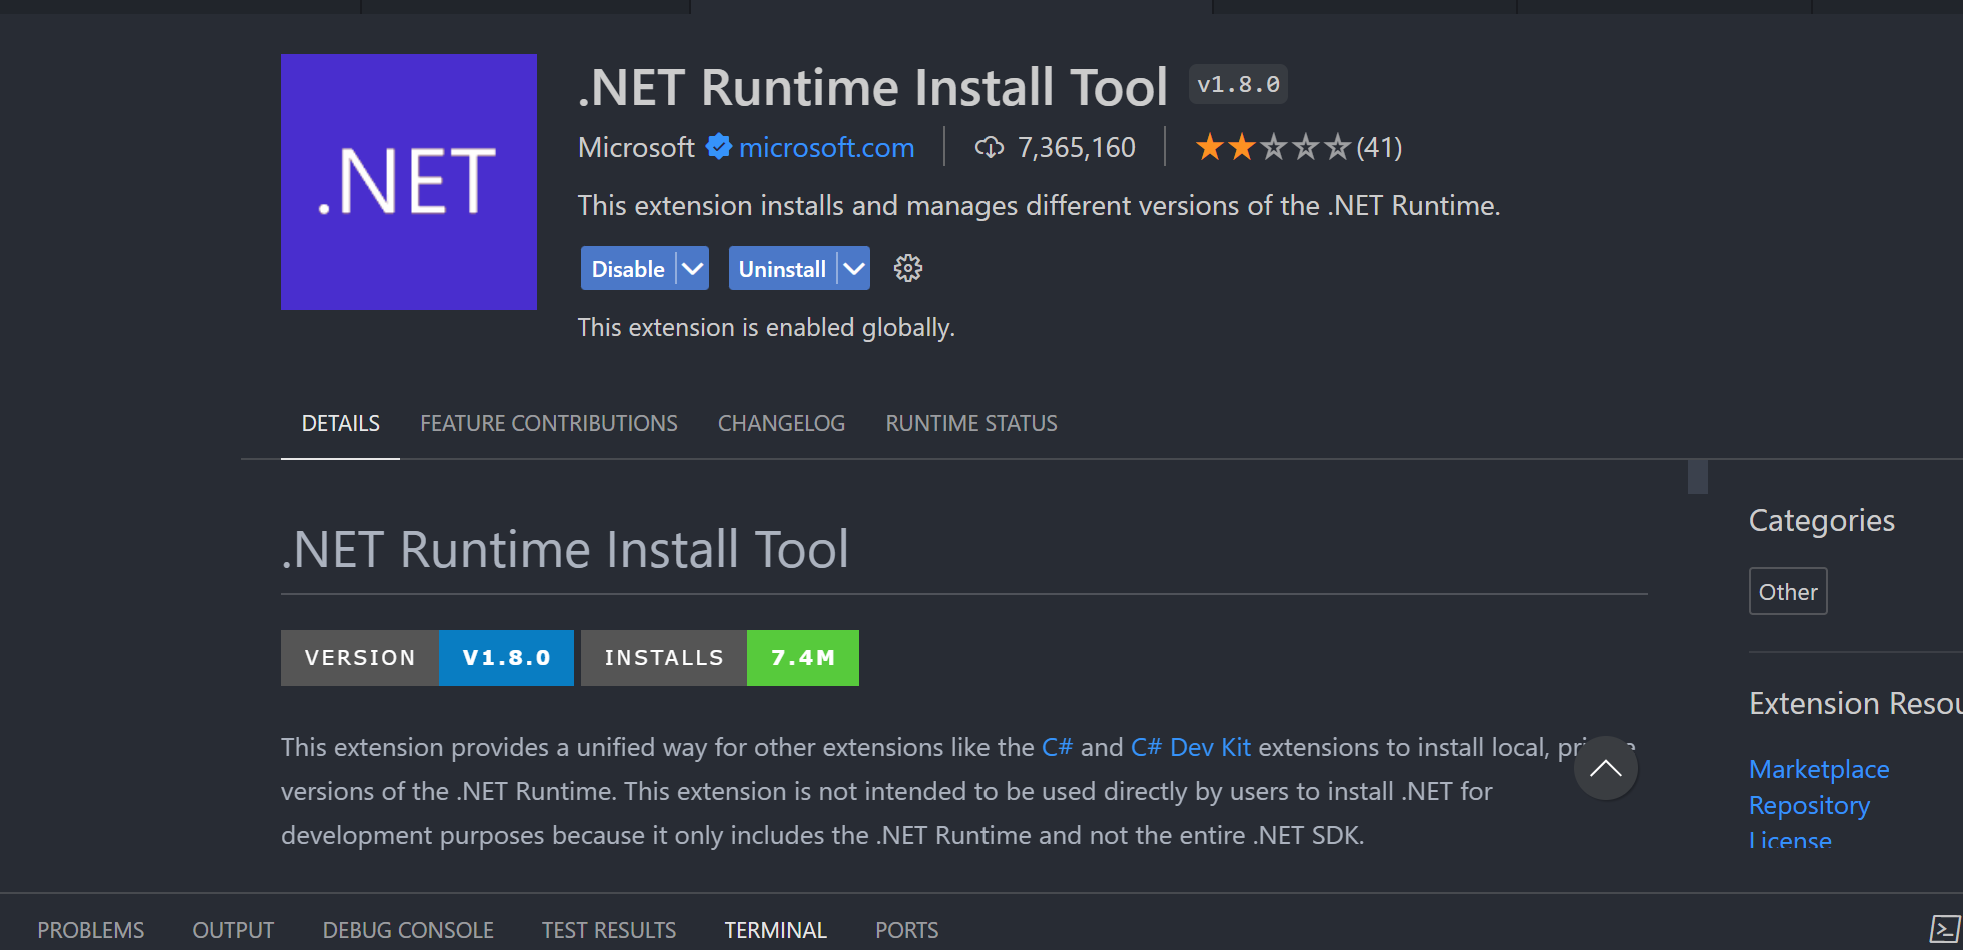 .NET
.NET Runtime Install Tool v1.8.0
Microsoft microsoft.com 7,365,160 (41)
This extension installs and manages different versions of the .NET Runtime.
Disable Uninstall
This extension is enabled globally.
DETAILS FEATURE CONTRIBUTIONS CHANGELOG RUNTIME STATUS
.NET Runtime Install Tool
VERSION V1.8.0 INSTALLS 7.4M
This extension provides a unified way for other extensions like the C# and C# Dev Kit extensions to install local,
versions of the .NET Runtime. This extension is not intended to be used directly by users to install .NET for
development purposes because it only includes the .NET Runtime and not the entire .NET SDK.
Categories
Other
Extension
Marketplace
Repository
License
PROBLEMS OUTPUT DEBUG CONSOLE TEST RESULTS TERMINAL PORTS